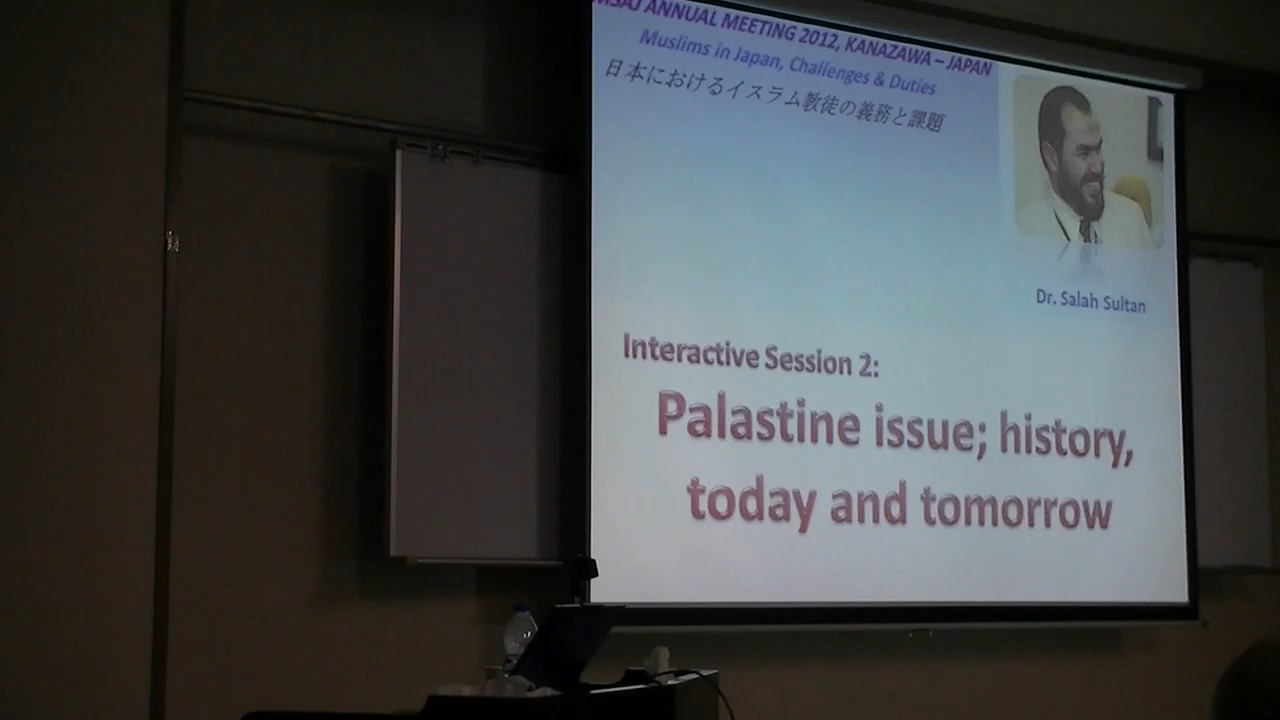 MSAJ ANNUAL MEETING 2012, KANAZAWA – JAPAN
Muslims in Japan, Challenges & Duties
日本におけるイスラム教徒の義務と課題
Dr. Salah Sultan
Interactive Session 2:
Palastine issue; history,
today and tomorrow